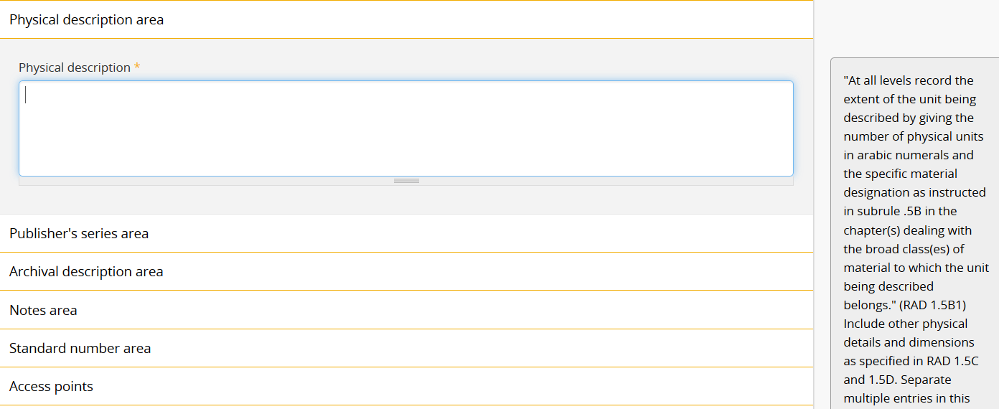 Physical description area
Physical description *
Publisher's series area
Archival description area
Notes area
Standard number area
Access points
"At all levels record the
extent of the unit being
described by giving the
number of physical units
in arabic numerals and
the specific material
designation as instructed
in subrule .5B in the
chapter(s) dealing with
the broad class(es) of
material to which the unit
being described
belongs." (RAD 1.5B1)
Include other physical
details and dimensions
as specified in RAD 1.5C
and 1.5D. Separate
multiple entries in this